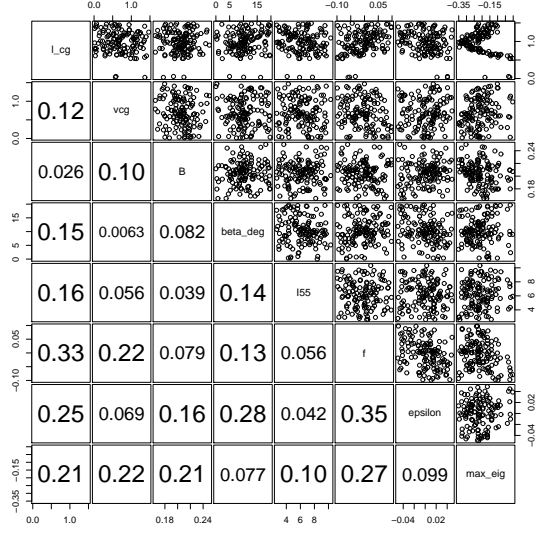 0.0 1.0 0 5 15 −0.10 0.05 −0.35 −0.15
l_cg 0.0 1.0
0.0 1.0 0.12 vcg
0.026 0.10 B 0.18 0.24
0 5 15 0.15 0.0063 0.082 beta_deg
0.16 0.056 0.039 0.14 I55 4 6 8
−0.10 0.05 0.33 0.22 0.079 0.13 0.056 f
0.25 0.069 0.16 0.28 0.042 0.35 epsilon −0.04 0.02
−0.35 −0.15 0.21 0.22 0.21 0.077 0.10 0.27 0.099 max_eig
0.0 1.0 0.18 0.24 4 6 8 −0.04 0.02